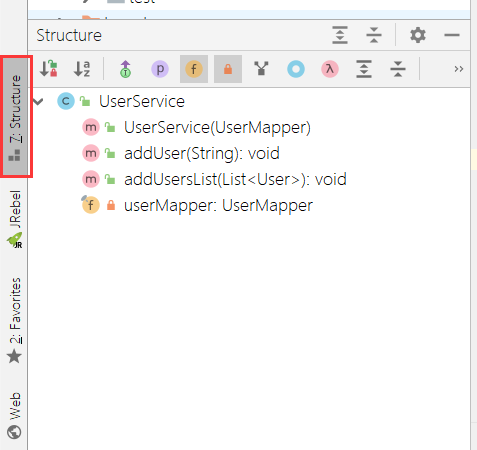 test
Structure
UserService
UserService(UserMapper)
addUser(String): void
addUsersList(List<User>): void
userMapper: UserMapper
Z: Structure
JRebel
2: Favorites
Web